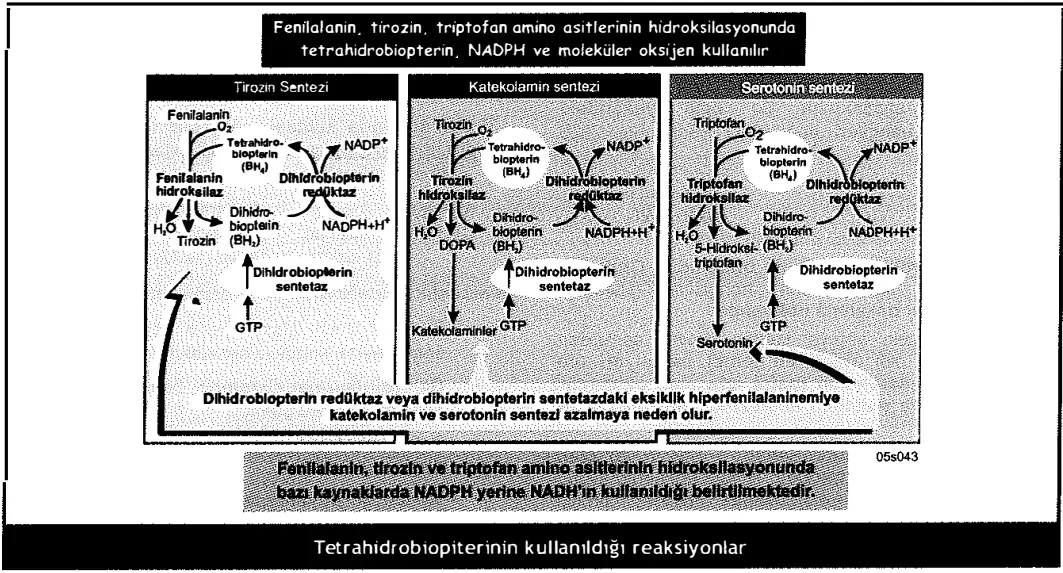 Fenilalanin, tirozin, triptofan amino asitlerinin hidroksilasyonunda
tetrahidrobiopterin, NADPH ve moleküler oksijen kullanılır
Tirozin Sentezi
Fenilalanin
O₂
Tetrahidro-
biopterin
(BH₄)
NADP⁺
Fenilalanin
hidroksilaz
Dihidrobiopterin
redüktaz
H₂O
Tirozin
Dihidro-
biopterin
(BH₂)
NADPH+H⁺
Dihidrobiopterin
sentetaz
GTP
Katekolamin sentezi
Tirozin
O₂
Tetrahidro-
biopterin
(BH₄)
NADP⁺
Tirozin
hidroksilaz
Dihidrobiopterin
redüktaz
H₂O
DOPA
Dihidro-
biopterin
(BH₂)
NADPH+H⁺
Dihidrobiopterin
sentetaz
Katekolaminler
GTP
Serotonin sentezi
Triptofan
O₂
Tetrahidro-
biopterin
(BH₄)
NADP⁺
Triptofan
hidroksilaz
Dihidrobiopterin
redüktaz
H₂O
5-Hidroksi-
triptofan
Dihidro-
biopterin
(BH₂)
NADPH+H⁺
Dihidrobiopterin
sentetaz
GTP
Serotonin
Dihidrobiopterin redüktaz veya dihidrobiopterin sentetazdaki eksiklik hiperfenilalaninemiye
katekolamin ve serotonin sentezi azalmaya neden olur.
05s043
Fenilalanin, tirozin ve triptofan amino asitlerinin hidroksilasyonunda
bazı kaynaklarda NADPH yerine NADH'ın kullanıldığı belirtilmektedir.
Tetrahidrobiopiterinin kullanıldığı reaksiyonlar